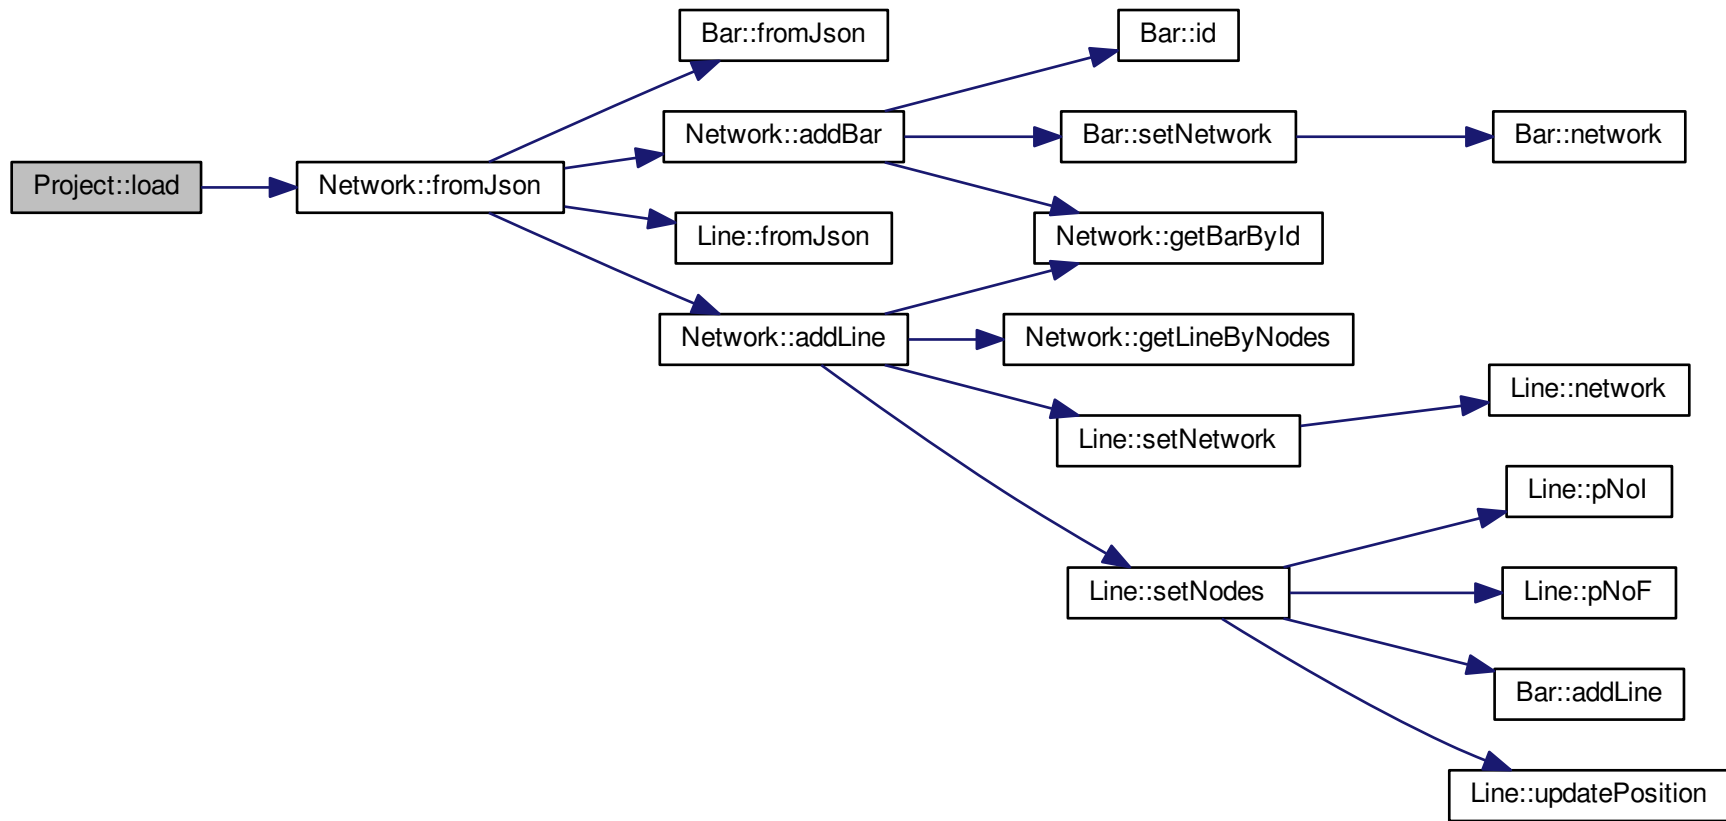 Project::load
Network::fromJson
Bar::fromJson
Network::addBar
Line::fromJson
Network::addLine
Bar::id
Bar::setNetwork
Network::getBarById
Network::getLineByNodes
Line::setNetwork
Line::setNodes
Bar::network
Line::network
Line::pNoI
Line::pNoF
Bar::addLine
Line::updatePosition